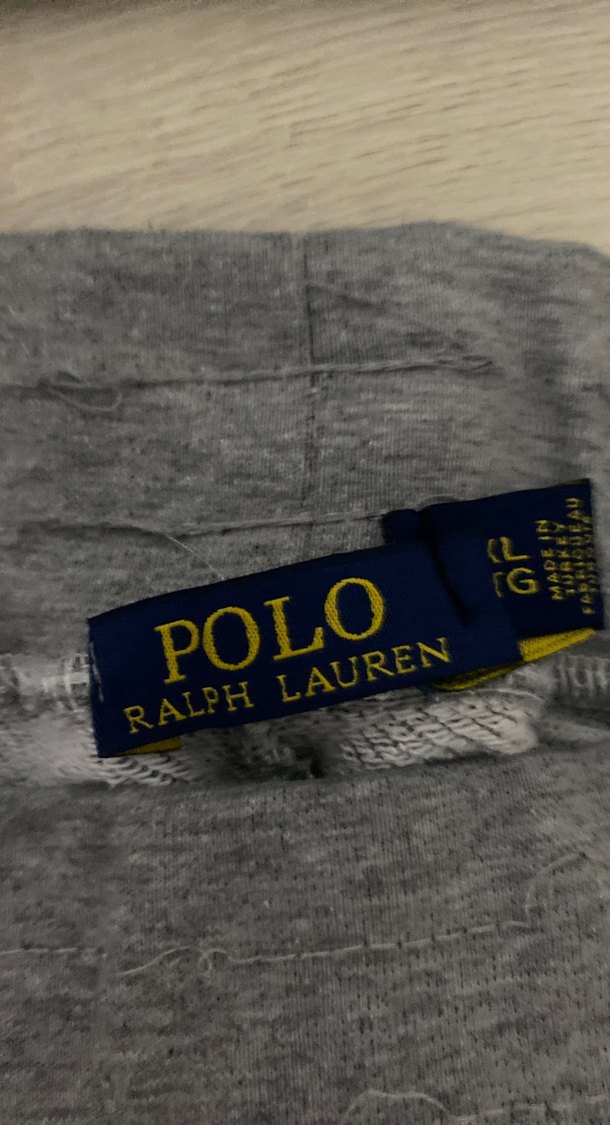 POLO
RALPH LAUREN
L
G
MADE IN
TURKEY